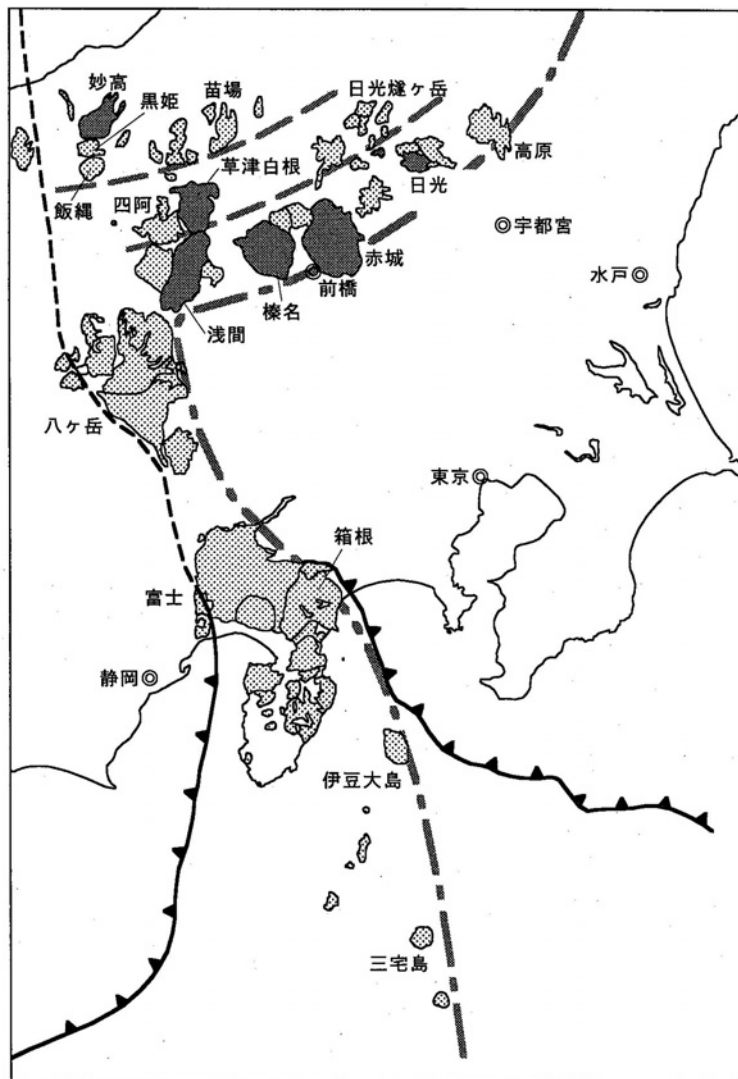 妙高
黒姫
苗場
日光燧ヶ岳
草津白根
高原
日光
飯縄
四阿
◎宇都宮
赤城
水戸◎
前橋
榛名
浅間
八ヶ岳
東京◎
箱根
富士
静岡◎
伊豆大島
三宅島